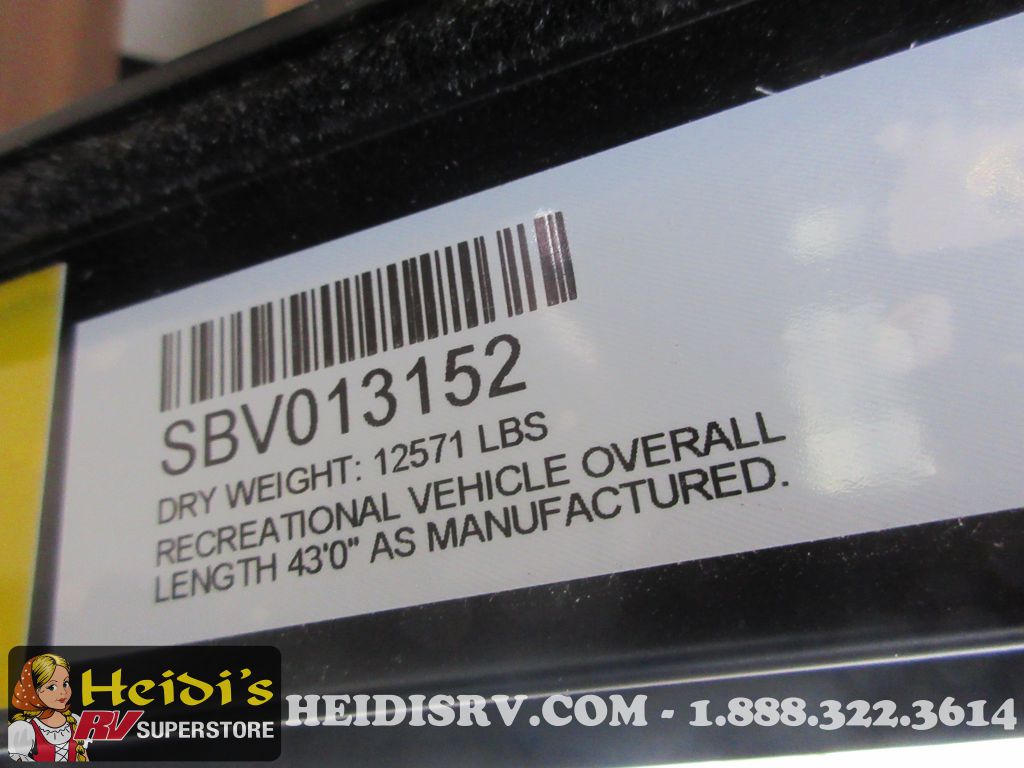 SBV013152
DRY WEIGHT: 12571 LBS
RECREATIONAL VEHICLE OVERALL
LENGTH 43'0" AS MANUFACTURED.
Heidi's
RV SUPERSTORE
HEIDISRV.COM - 1.888.322.3614